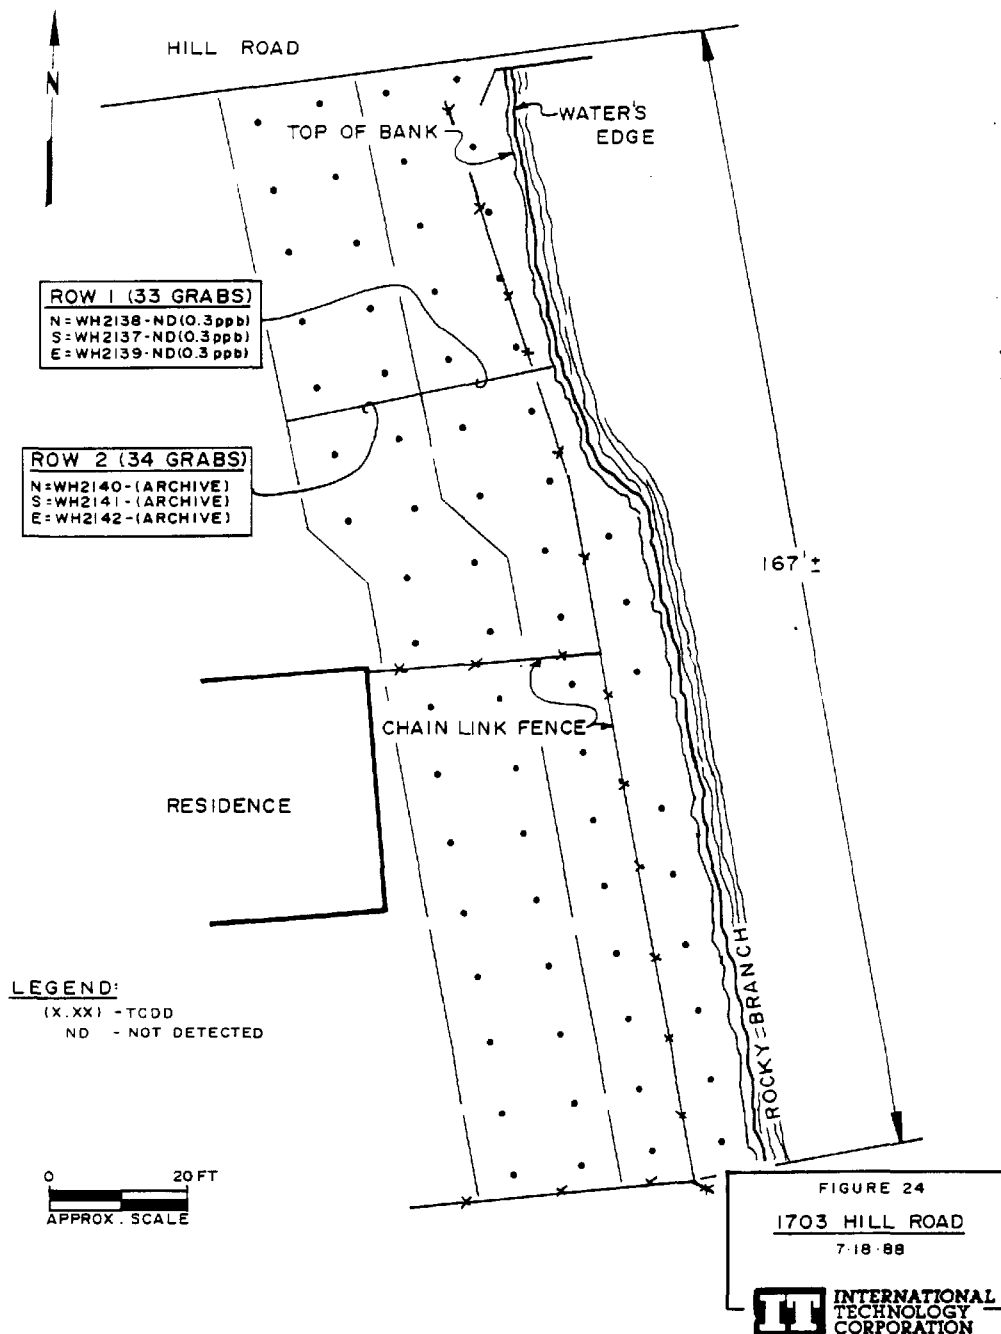 HILL ROAD
N
TOP OF BANK
WATER'S
EDGE
ROW 1 (33 GRABS)
N=WH2138-ND(0.3ppb)
S=WH2137-ND(0.3ppb)
E=WH2139-ND(0.3ppb)
ROW 2 (34 GRABS)
N=WH2140-(ARCHIVE)
S=WH2141-(ARCHIVE)
E=WH2142-(ARCHIVE)
167'±
CHAIN LINK FENCE
RESIDENCE
ROCKY BRANCH
LEGEND:
(X.XX) -TCDD
ND - NOT DETECTED
0 20 FT
APPROX. SCALE
FIGURE 24
1703 HILL ROAD
7-18-88
IT INTERNATIONAL
TECHNOLOGY
CORPORATION